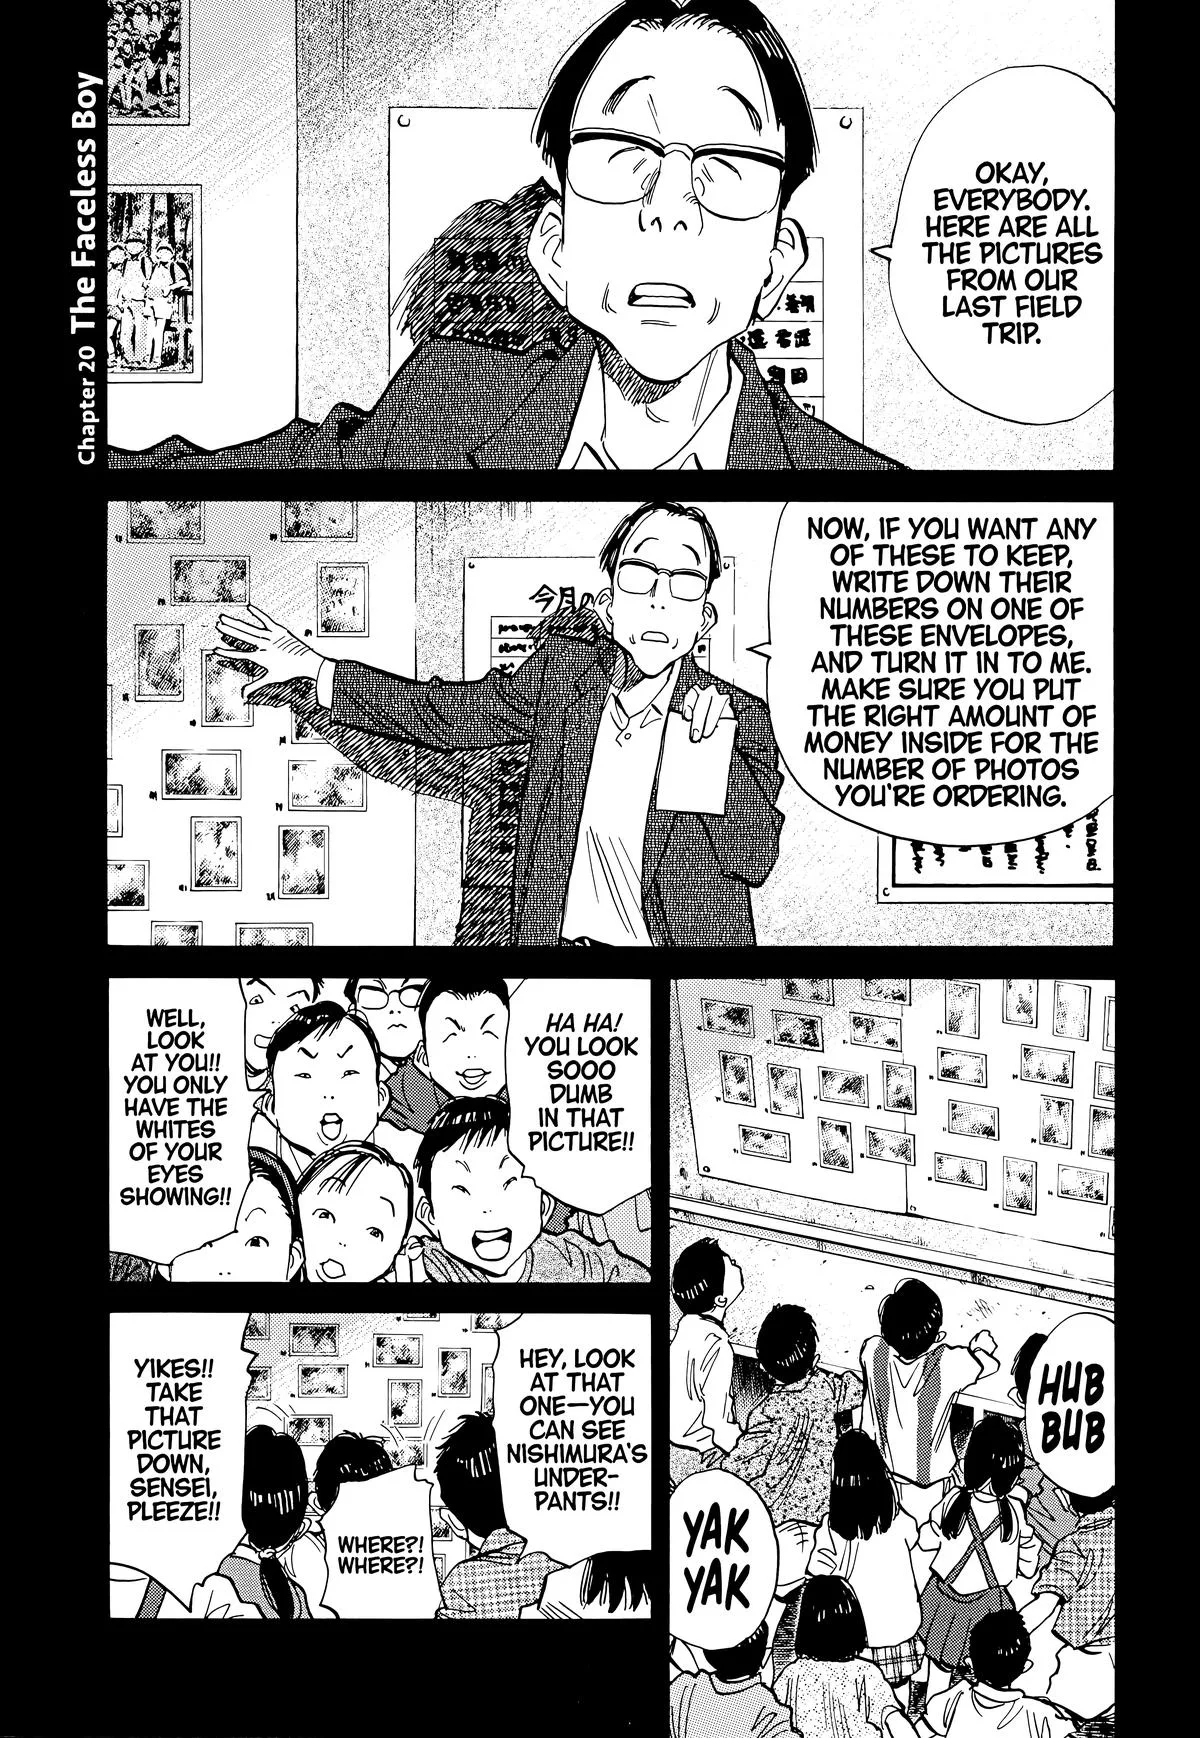 Chapter 20 The Faceless Boy
OKAY,
EVERYBODY.
HERE ARE ALL
THE PICTURES
FROM OUR
LAST FIELD
TRIP.
NOW, IF YOU WANT ANY
OF THESE TO KEEP,
WRITE DOWN THEIR
NUMBERS ON ONE OF
THESE ENVELOPES,
AND TURN IT IN TO ME.
MAKE SURE YOU PUT
THE RIGHT AMOUNT OF
MONEY INSIDE FOR THE
NUMBER OF PHOTOS
YOU'RE ORDERING.
今月の
HUB
BUB
YAK
YAK
HA HA!
YOU LOOK
SOOO
DUMB
IN THAT
PICTURE!!
WELL,
LOOK
AT YOU!!
YOU ONLY
HAVE THE
WHITES
OF YOUR
EYES
SHOWING!!
HEY, LOOK
AT THAT
ONE—YOU
CAN SEE
NISHIMURA'S
UNDER-
PANTS!!
WHERE?!
WHERE?!
YIKES!!
TAKE
THAT
PICTURE
DOWN,
SENSEI,
PLEEZE!!